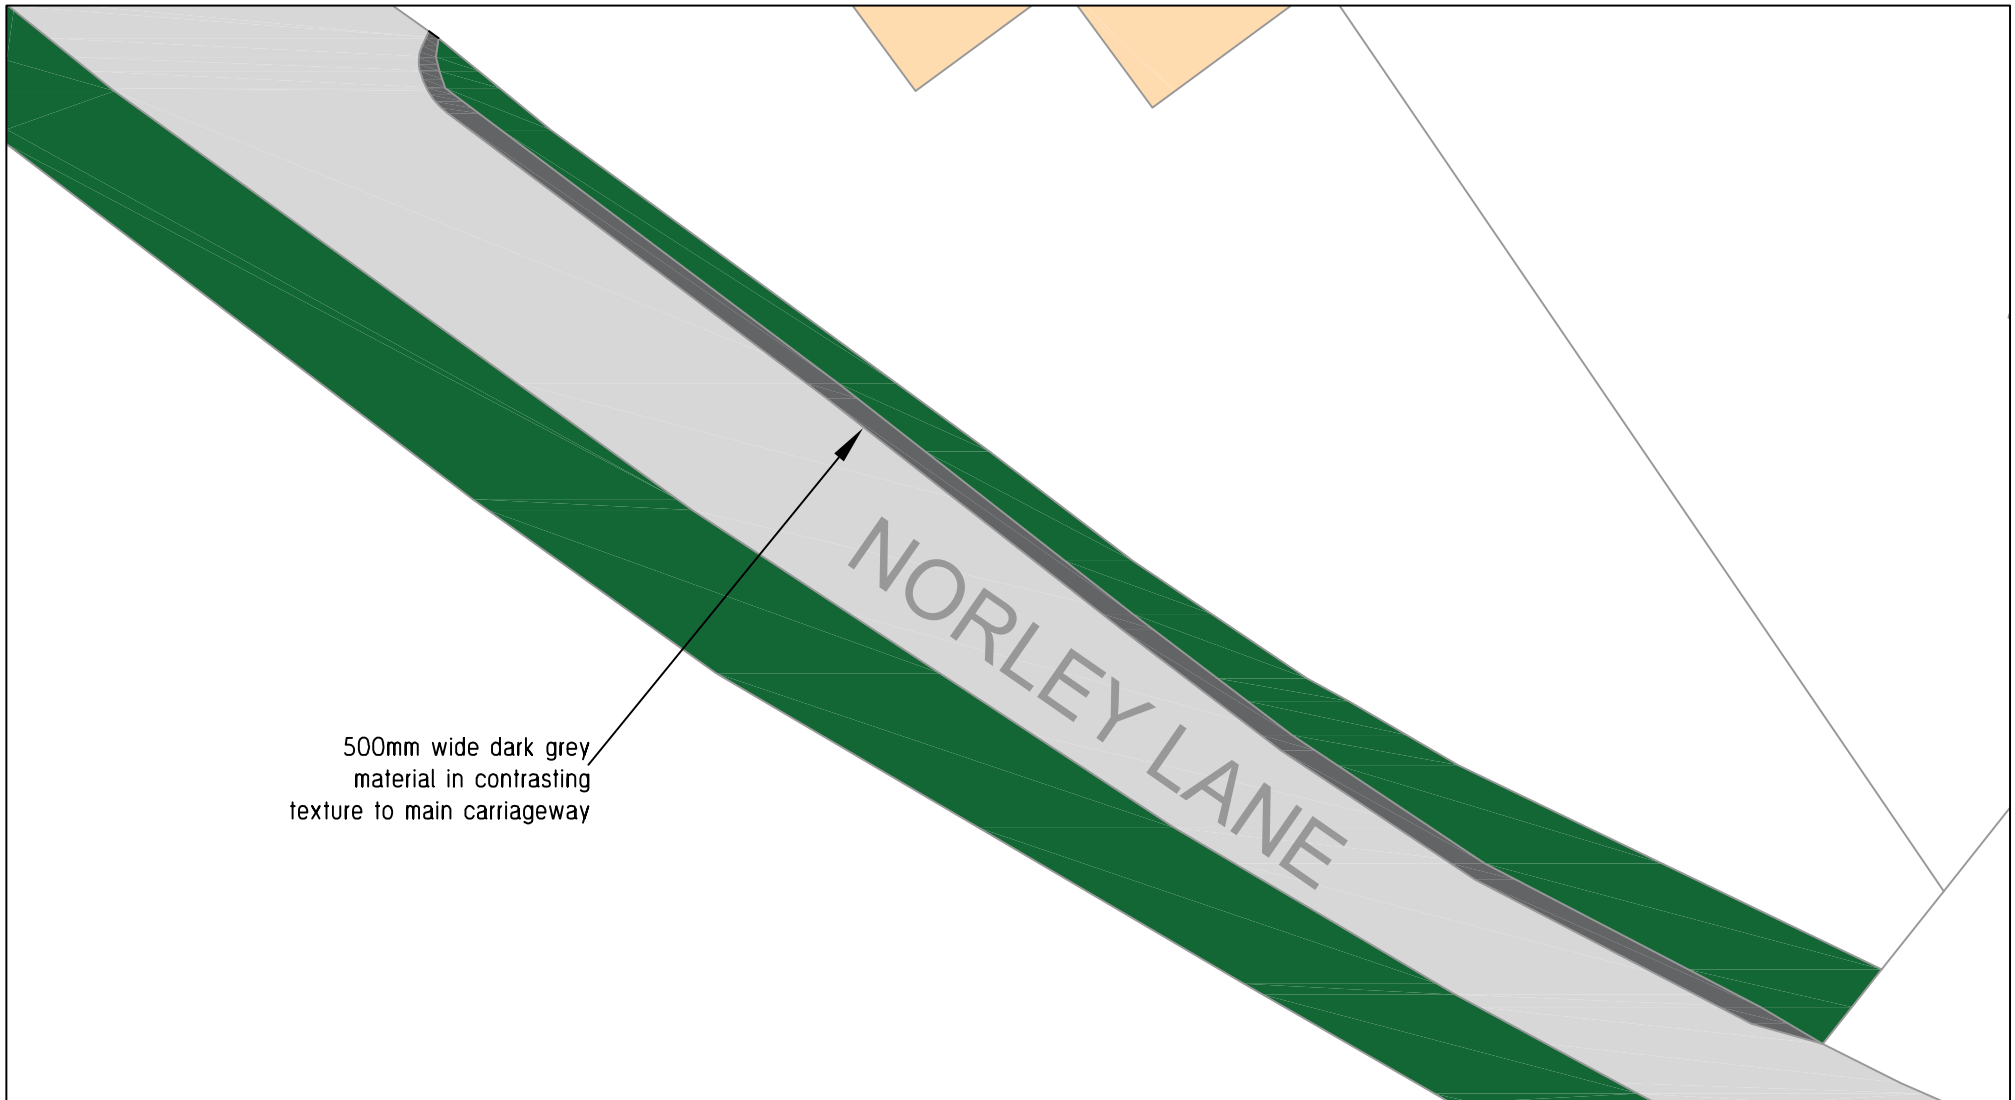 500mm wide dark grey
material in contrasting
texture to main carriageway
NORLEY LANE